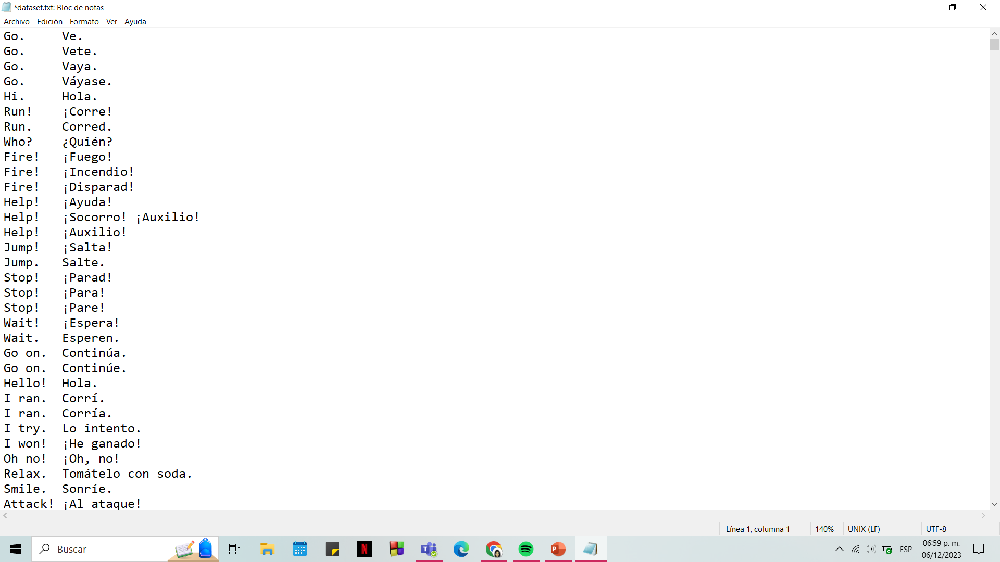 *dataset.txt: Bloc de notas
Archivo Edición Formato Ver Ayuda
Go. Ve.
Go. Vete.
Go. Vaya.
Go. Váyase.
Hi. Hola.
Run! ¡Corre!
Run. Corred.
Who? ¿Quién?
Fire! ¡Fuego!
Fire! ¡Incendio!
Fire! ¡Disparad!
Help! ¡Ayuda!
Help! ¡Socorro! ¡Auxilio!
Help! ¡Auxilio!
Jump! ¡Salta!
Jump. Salte.
Stop! ¡Parad!
Stop! ¡Para!
Stop! ¡Pare!
Wait! ¡Espera!
Wait. Esperen.
Go on. Continúa.
Go on. Continúe.
Hello! Hola.
I ran. Corrí.
I ran. Corría.
I try. Lo intento.
I won! ¡He ganado!
Oh no! ¡Oh, no!
Relax. Tomátelo con soda.
Smile. Sonríe.
Attack! ¡Al ataque!
Línea 1, columna 1 140% UNIX (LF) UTF-8
Buscar
ESP
06:59 p. m.
06/12/2023